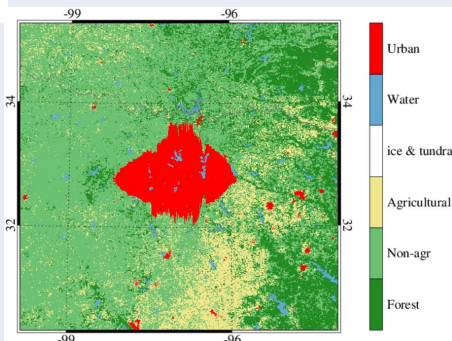 -99 -96
34 34
32 32
-99 -96
Urban
Water
ice & tundra
Agricultural
Non-agr
Forest